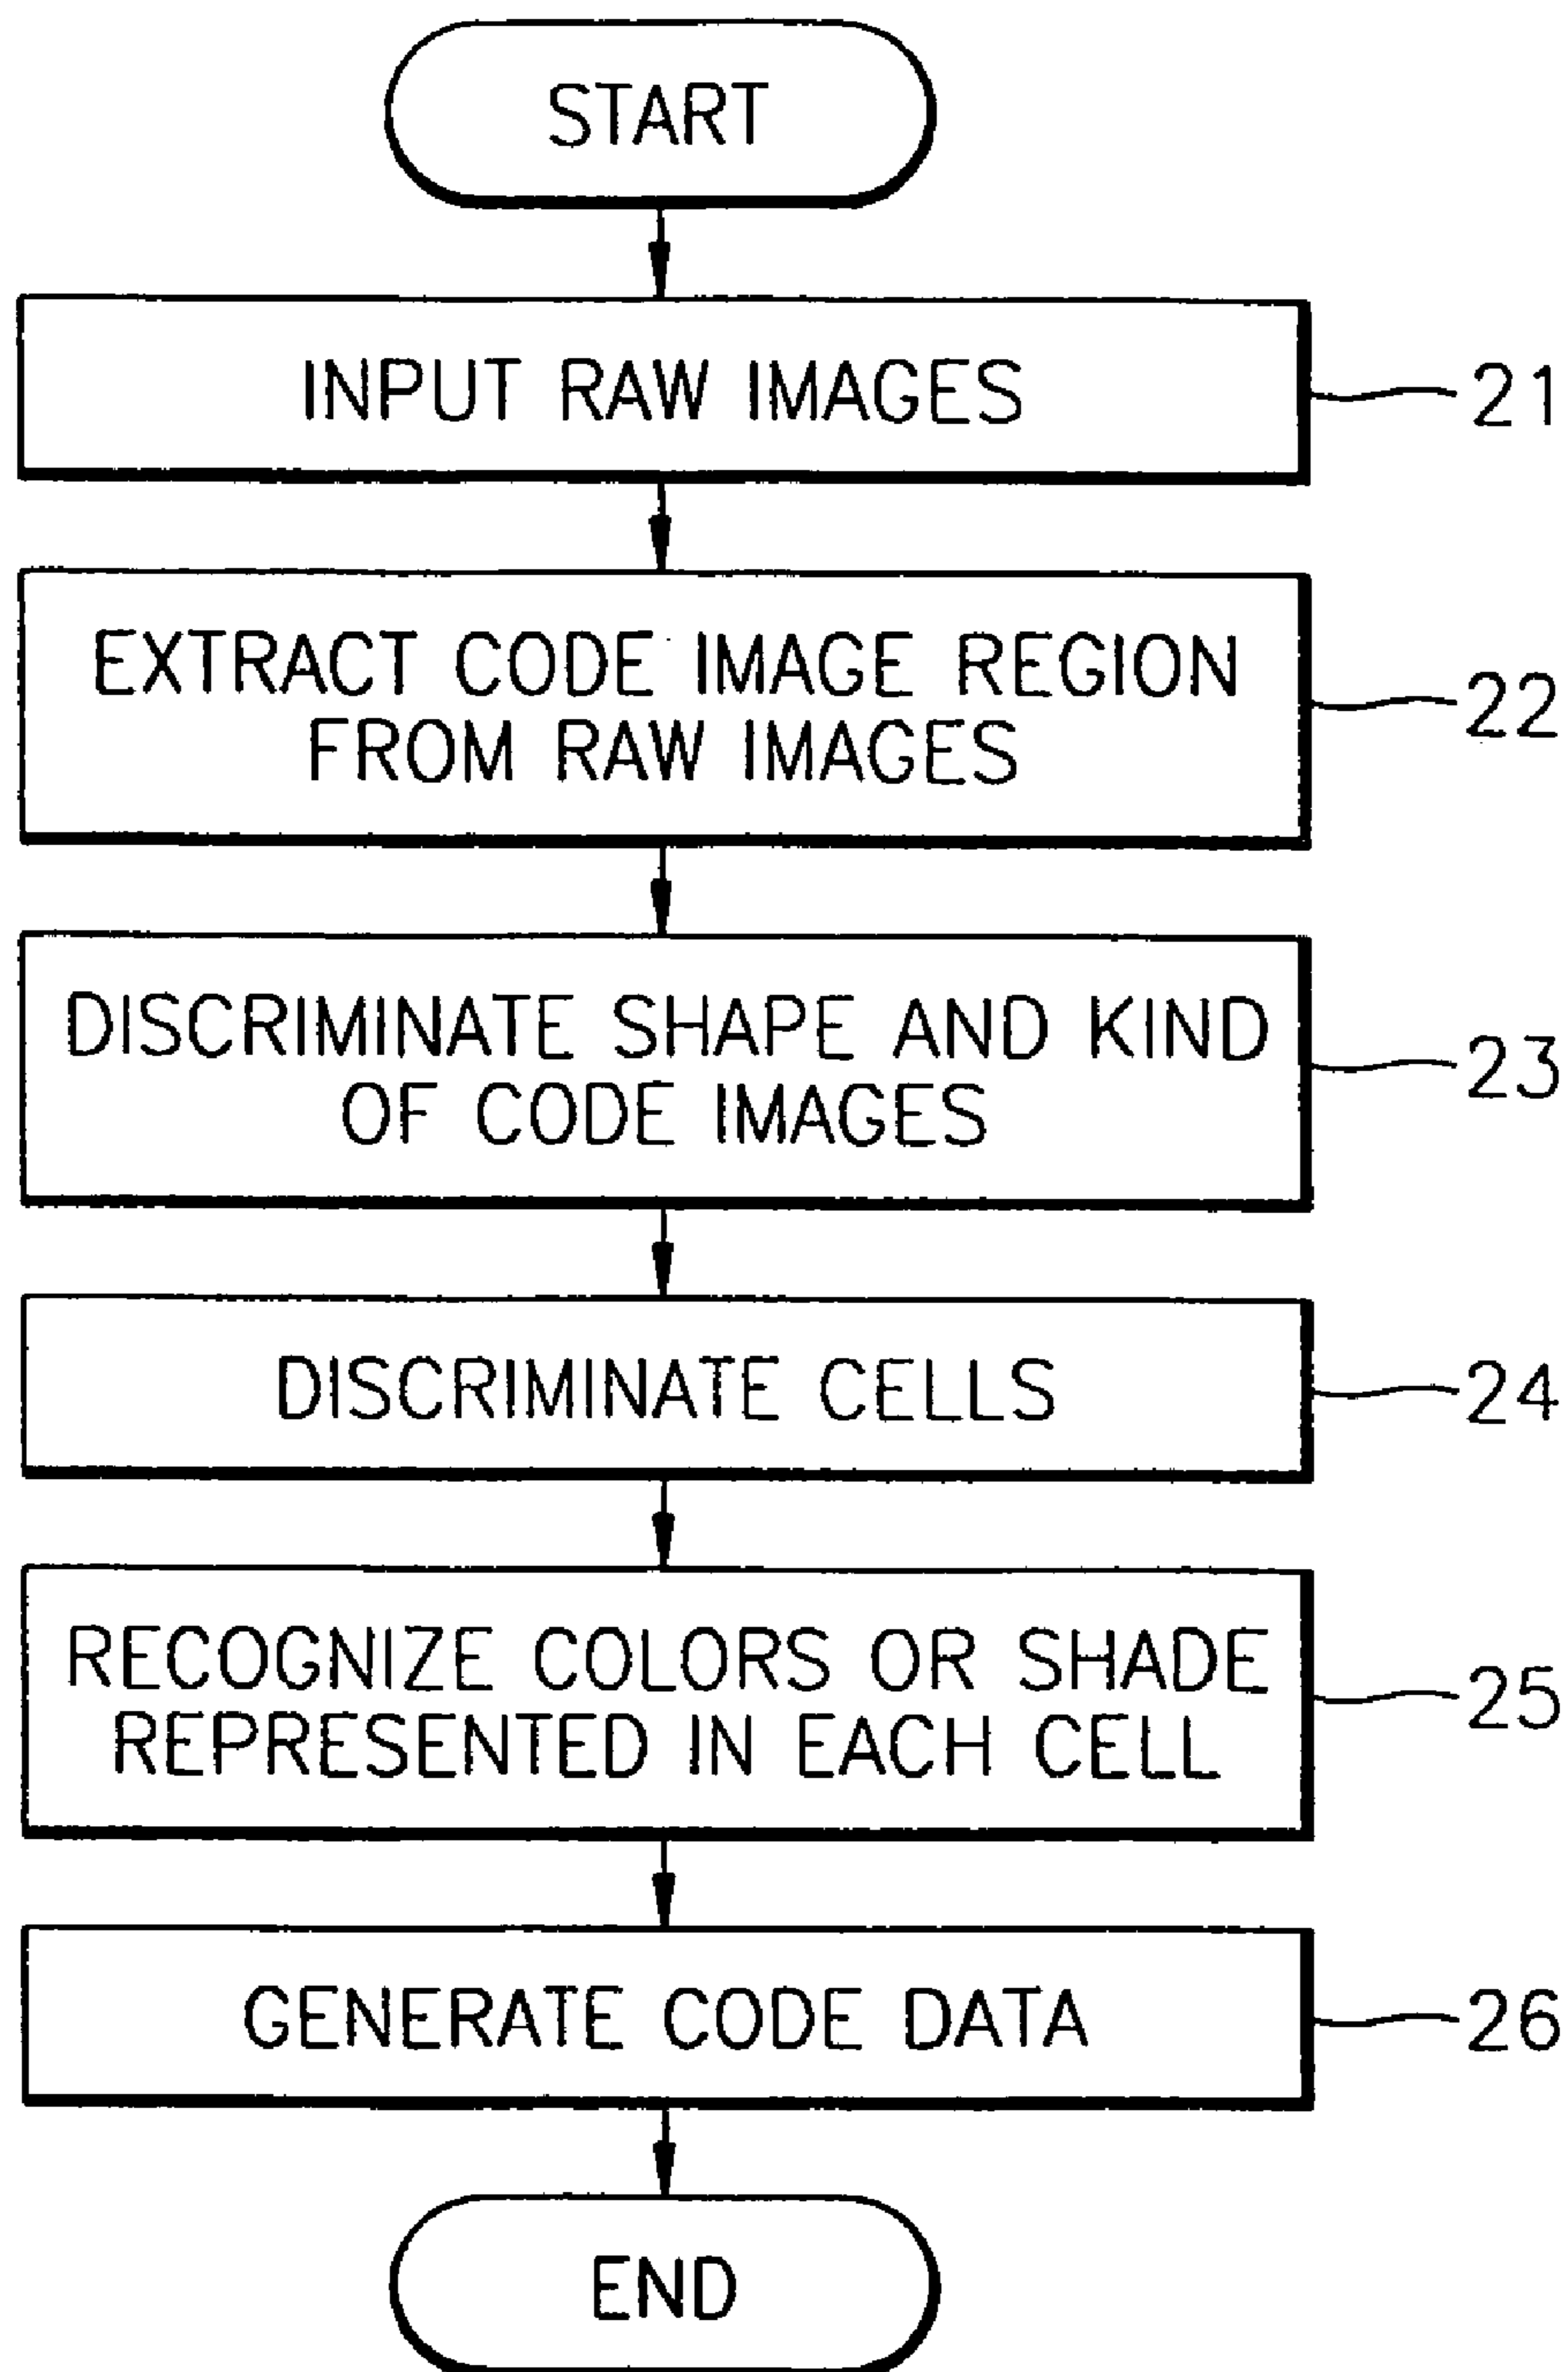 START
INPUT RAW IMAGES
21
EXTRACT CODE IMAGE REGION
FROM RAW IMAGES
22
DISCRIMINATE SHAPE AND KIND
OF CODE IMAGES
23
DISCRIMINATE CELLS
24
RECOGNIZE COLORS OR SHADE
REPRESENTED IN EACH CELL
25
GENERATE CODE DATA
26
END